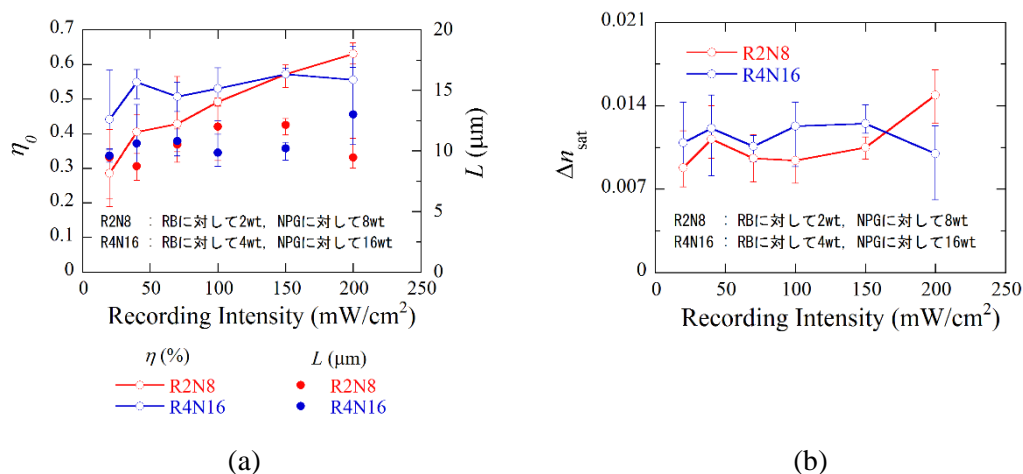 (a)
0.7
0.6
0.5
0.4
0.3
0.2
0.1
0
η0
20
15
10
5
0
L (μm)
R2N8 : RBに対して2wt, NPGに対して8wt
R4N16 : RBに対して4wt, NPGに対して16wt
0 50 100 150 200 250
Recording Intensity (mW/cm²)
η (%) L (μm)
R2N8 R2N8
R4N16 R4N16
(a)
(b)
0.021
0.014
0.007
0
Δnsat
R2N8
R4N16
R2N8 : RBに対して2wt, NPGに対して8wt
R4N16 : RBに対して4wt, NPGに対して16wt
0 50 100 150 200 250
Recording Intensity (mW/cm²)
(b)